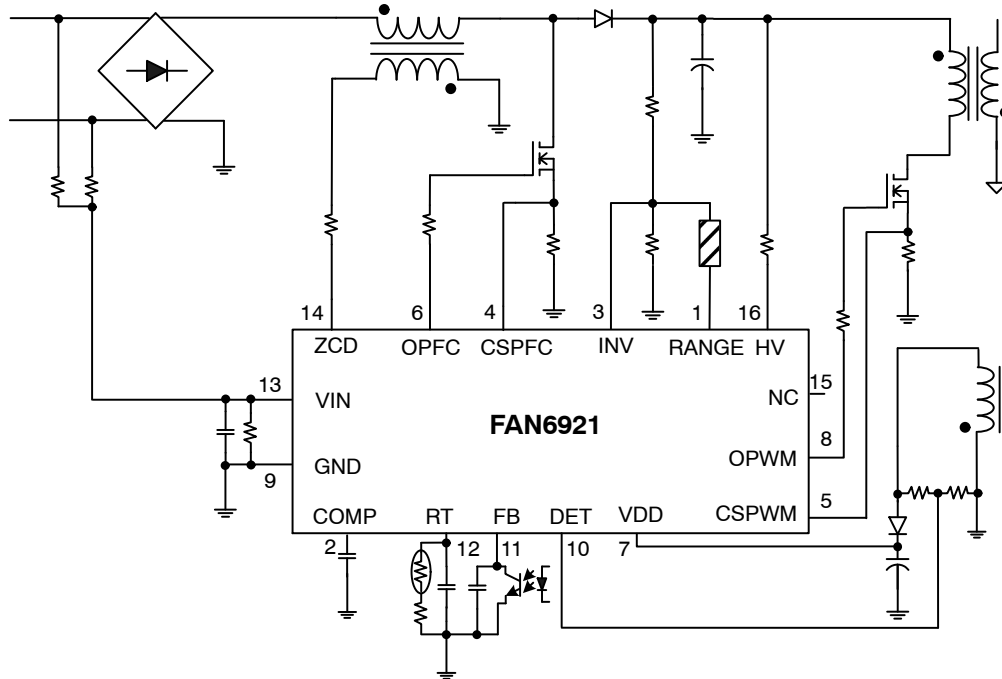 14
6
4
3
1
16
ZCD
OPFC
CSPFC
INV
RANGE
HV
13
VIN
NC
15
FAN6921
8
OPWM
9
GND
5
CSPWM
COMP
RT
FB
DET
VDD
2
12
11
10
7